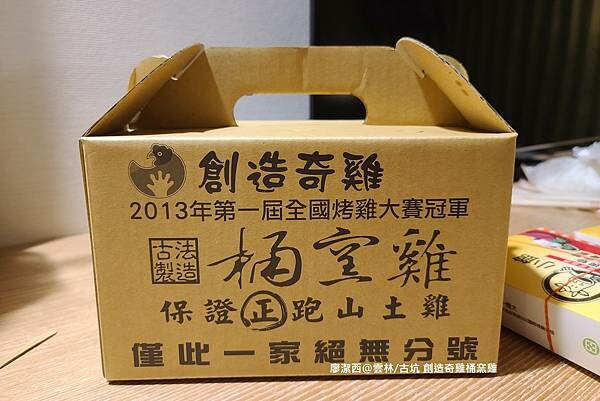 創造奇雞
2013年第一屆全國烤雞大賽冠軍
古法製造
桶窯雞
保證正跑山土雞
僅此一家絕無分號
廖潔西@雲林/古坑 創造奇雞桶窯雞